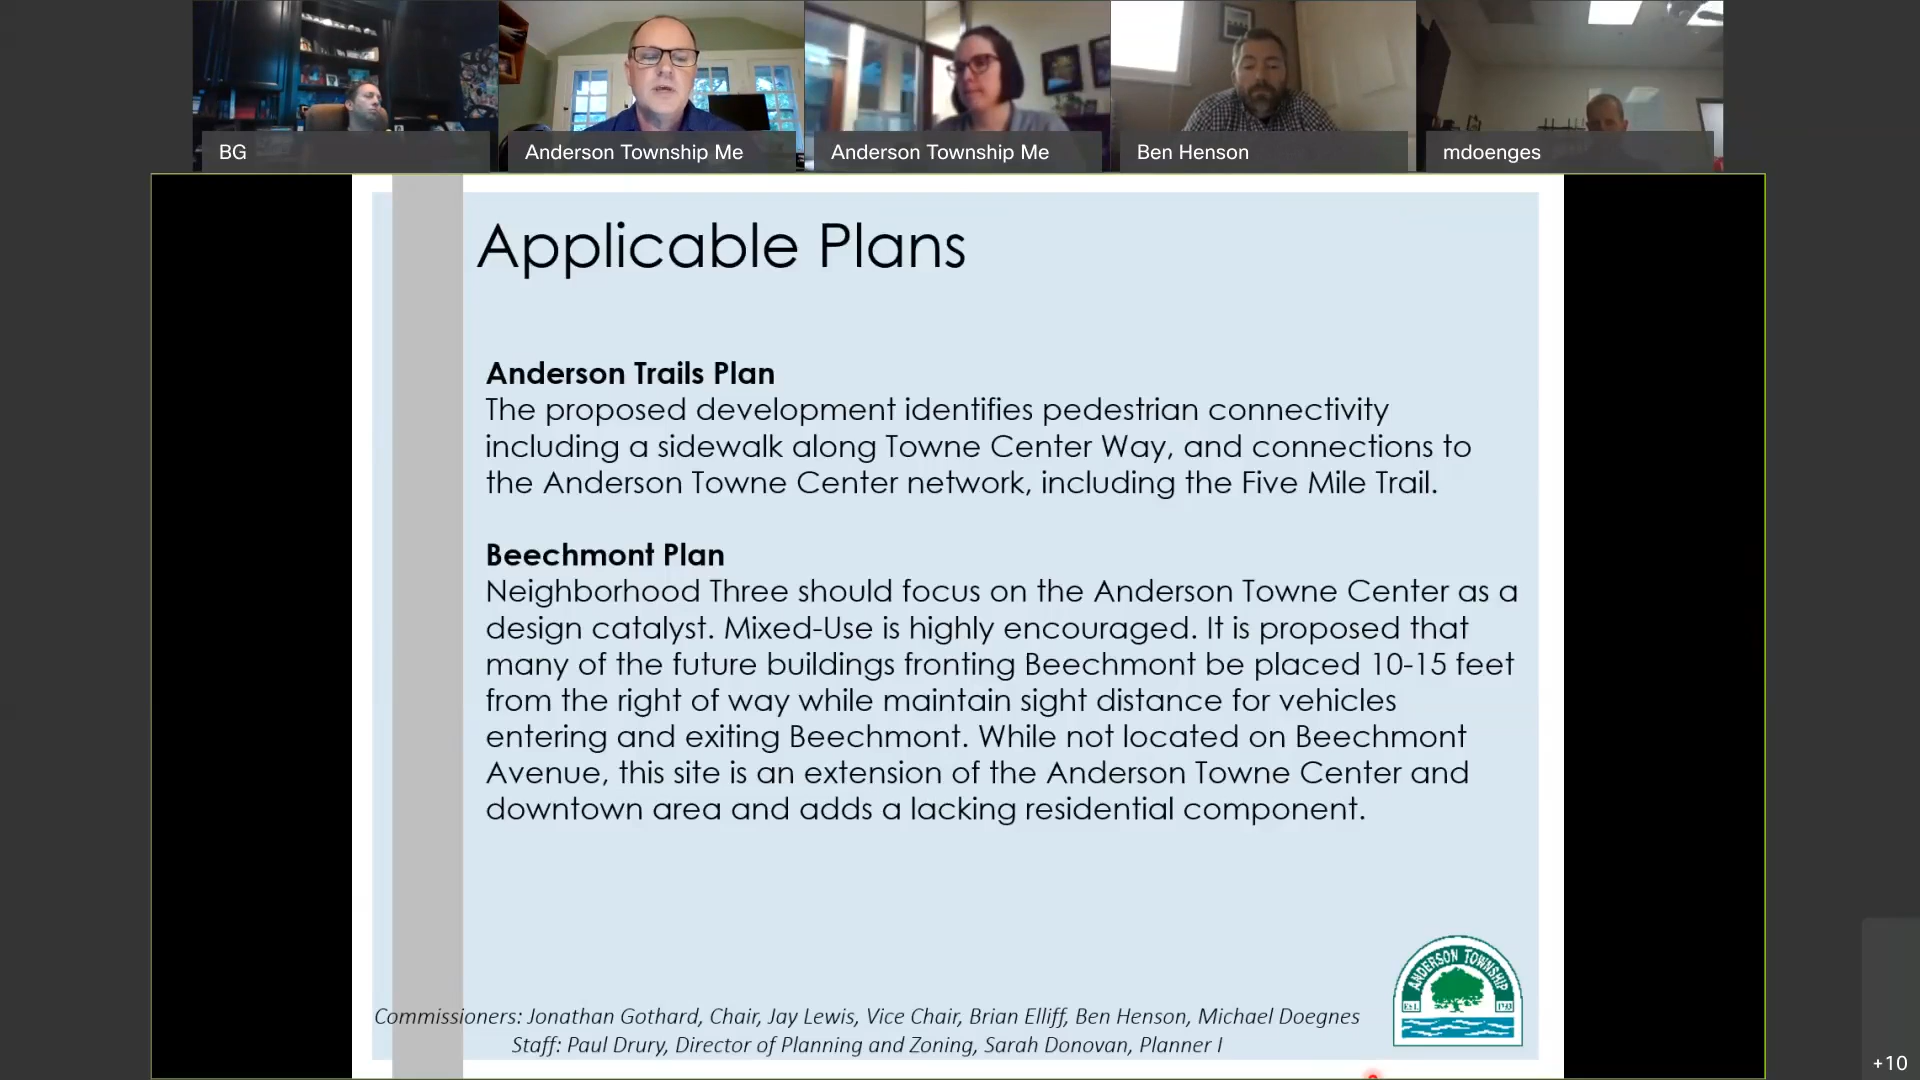 BG
Anderson Township Me
Anderson Township Me
Ben Henson
mdoenges
Applicable Plans
Anderson Trails Plan
The proposed development identifies pedestrian connectivity
including a sidewalk along Towne Center Way, and connections to
the Anderson Towne Center network, including the Five Mile Trail.
Beechmont Plan
Neighborhood Three should focus on the Anderson Towne Center as a
design catalyst. Mixed-Use is highly encouraged. It is proposed that
many of the future buildings fronting Beechmont be placed 10-15 feet
from the right of way while maintain sight distance for vehicles
entering and exiting Beechmont. While not located on Beechmont
Avenue, this site is an extension of the Anderson Towne Center and
downtown area and adds a lacking residential component.
ANDERSON TOWNSHIP
Commissioners: Jonathan Gothard, Chair, Jay Lewis, Vice Chair, Brian Elliff, Ben Henson, Michael Doegnes
Staff: Paul Drury, Director of Planning and Zoning, Sarah Donovan, Planner I
+10